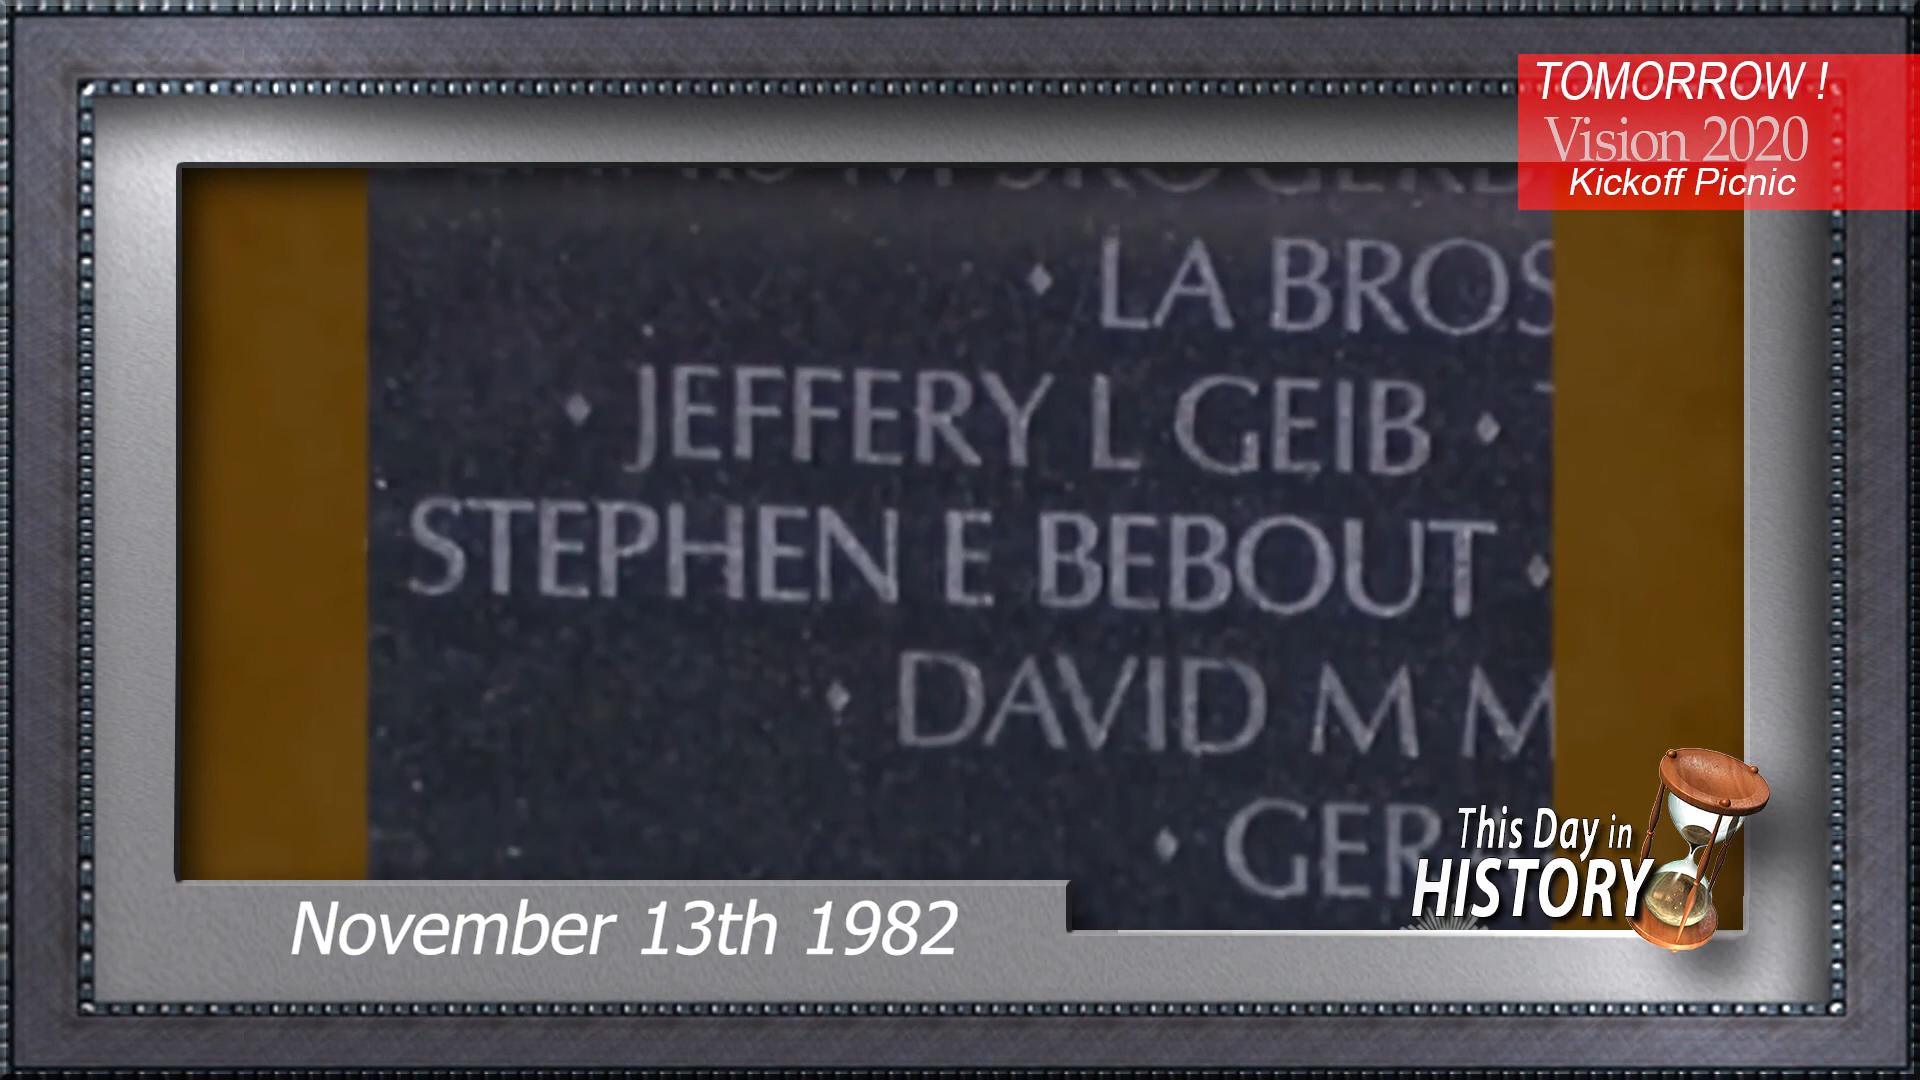 TOMORROW !
Vision 2020
Kickoff Picnic
LA BROS
JEFFERY L GEIB
STEPHEN E BEBOUT
DAVID M M
GER
This Day in
HISTORY
November 13th 1982